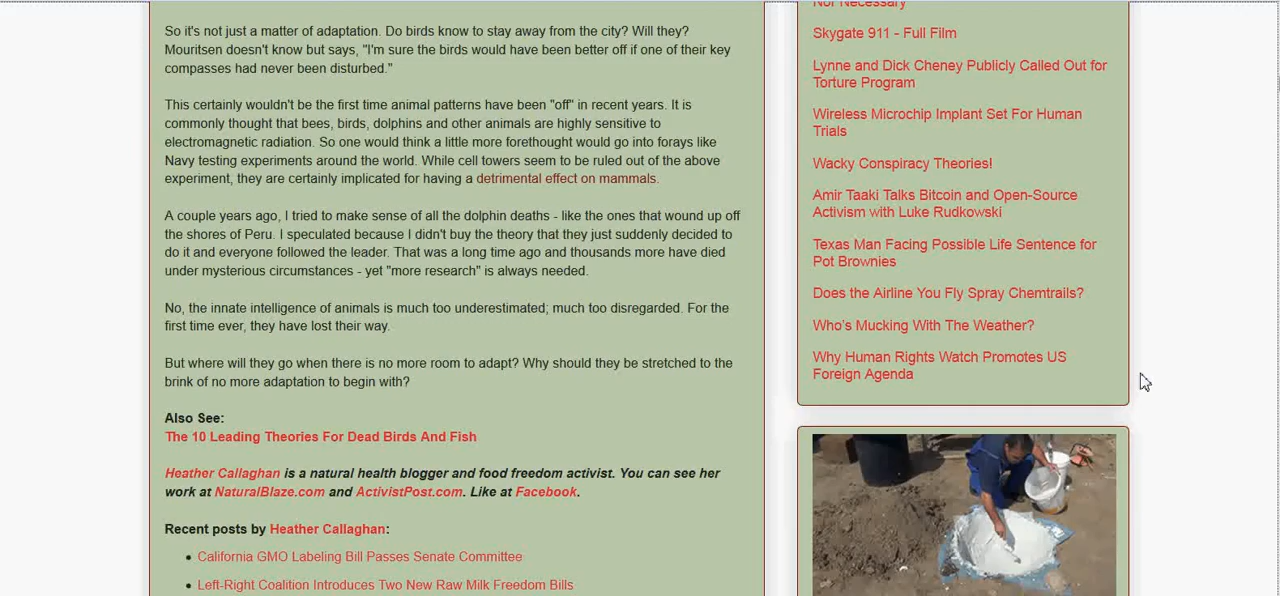 So it's not just a matter of adaptation. Do birds know to stay away from the city? Will they?
Mouritsen doesn't know but says, "I'm sure the birds would have been better off if one of their key
compasses had never been disturbed."
This certainly wouldn't be the first time animal patterns have been "off" in recent years. It is
commonly thought that bees, birds, dolphins and other animals are highly sensitive to
electromagnetic radiation. So one would think a little more forethought would go into forays like
Navy testing experiments around the world. While cell towers seem to be ruled out of the above
experiment, they are certainly implicated for having a detrimental effect on mammals.
A couple years ago, I tried to make sense of all the dolphin deaths - like the ones that wound up off
the shores of Peru. I speculated because I didn't buy the theory that they just suddenly decided to
do it and everyone followed the leader. That was a long time ago and thousands more have died
under mysterious circumstances - yet "more research" is always needed.
No, the innate intelligence of animals is much too underestimated; much too disregarded. For the
first time ever, they have lost their way.
But where will they go when there is no more room to adapt? Why should they be stretched to the
brink of no more adaptation to begin with?
Also See:
The 10 Leading Theories For Dead Birds And Fish
Heather Callaghan is a natural health blogger and food freedom activist. You can see her
work at NaturalBlaze.com and ActivistPost.com. Like at Facebook.
Recent posts by Heather Callaghan:
California GMO Labeling Bill Passes Senate Committee
Left-Right Coalition Introduces Two New Raw Milk Freedom Bills
Nor Necessary
Skygate 911 - Full Film
Lynne and Dick Cheney Publicly Called Out for
Torture Program
Wireless Microchip Implant Set For Human
Trials
Wacky Conspiracy Theories!
Amir Taaki Talks Bitcoin and Open-Source
Activism with Luke Rudkowski
Texas Man Facing Possible Life Sentence for
Pot Brownies
Does the Airline You Fly Spray Chemtrails?
Who's Mucking With The Weather?
Why Human Rights Watch Promotes US
Foreign Agenda